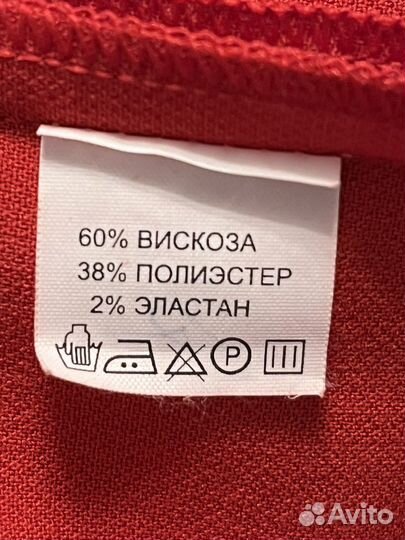 60% ВИСКОЗА
38% ПОЛИЭСТЕР
2% ЭЛАСТАН
P
Avito